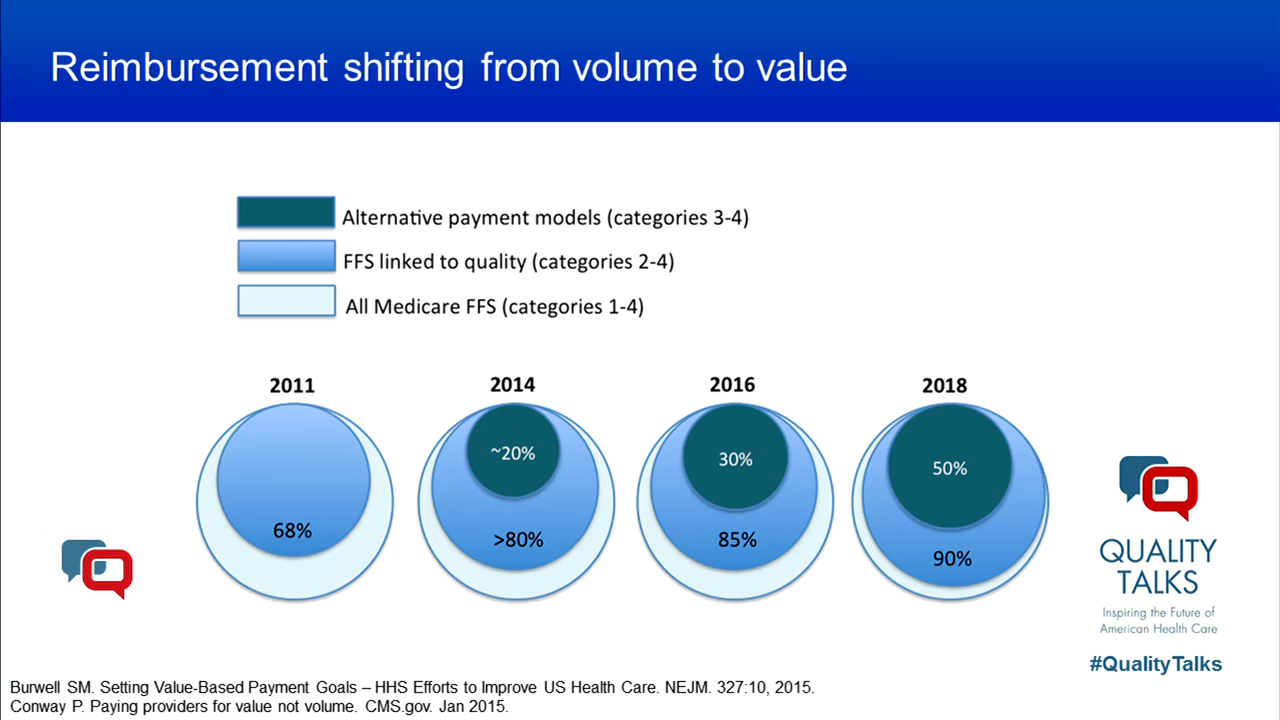 Reimbursement shifting from volume to value
Alternative payment models (categories 3-4)
FFS linked to quality (categories 2-4)
All Medicare FFS (categories 1-4)
2011
2014
2016
2018
~20%
30%
50%
68%
>80%
85%
90%
QUALITY
TALKS
Inspiring the Future of
American Health Care
#QualityTalks
Burwell SM. Setting Value-Based Payment Goals – HHS Efforts to Improve US Health Care. NEJM. 327:10, 2015.
Conway P. Paying providers for value not volume. CMS.gov. Jan 2015.